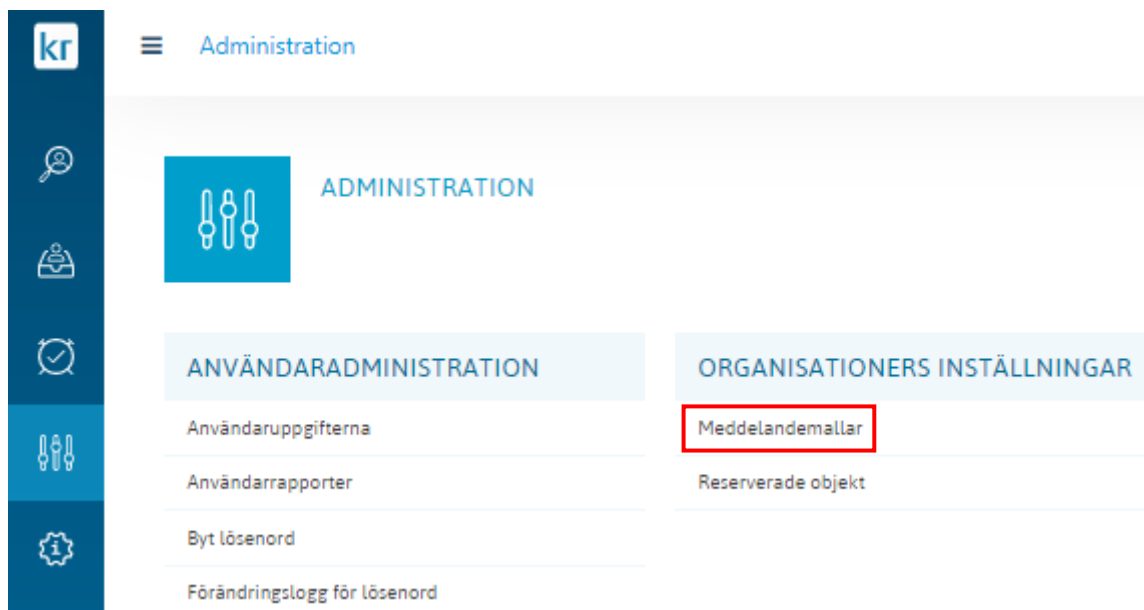 kr
Administration
ADMINISTRATION
ANVÄNDARADMINISTRATION
Användaruppgifterna
Användarrapporter
Byt lösenord
Förändringslogg för lösenord
ORGANISATIONERS INSTÄLLNINGAR
Meddelandemallar
Reserverade objekt